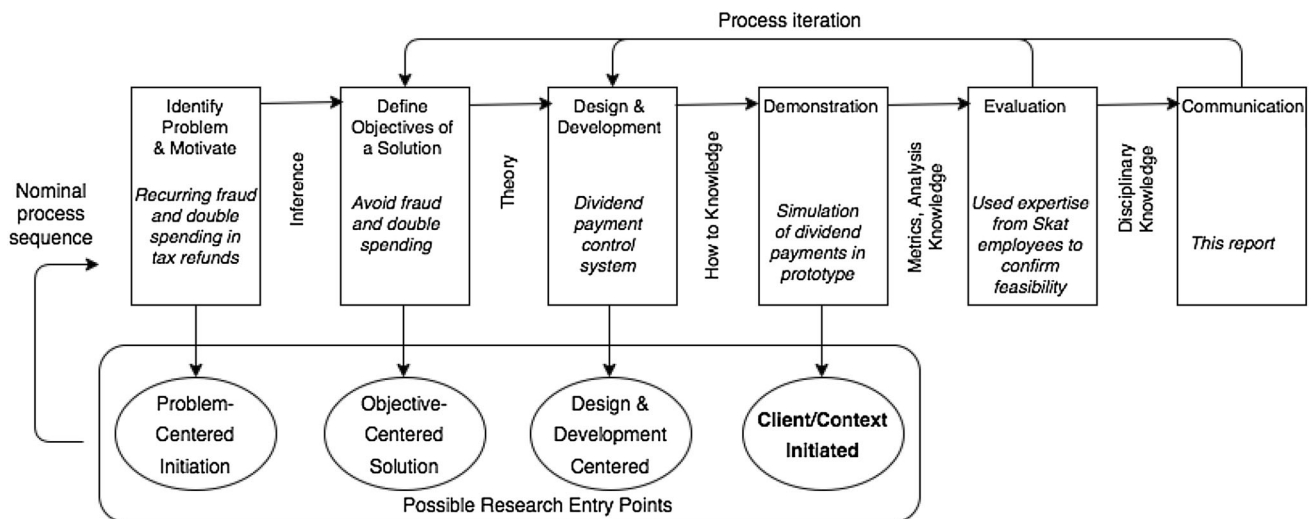 Process iteration
Nominal
process
sequence
Identify
Problem
& Motivate
Recurring fraud
and double
spending in
tax refunds
Inference
Define
Objectives of
a Solution
Avoid fraud
and double
spending
Theory
Design &
Development
Dividend
payment
control
system
How to Knowledge
Demonstration
Simulation
of dividend
payments in
prototype
Metrics, Analysis
Knowledge
Evaluation
Used expertise
from Skat
employees to
confirm
feasibility
Disciplinary
Knowledge
Communication
This report
Problem-
Centered
Initiation
Objective-
Centered
Solution
Design &
Development
Centered
Client/Context
Initiated
Possible Research Entry Points